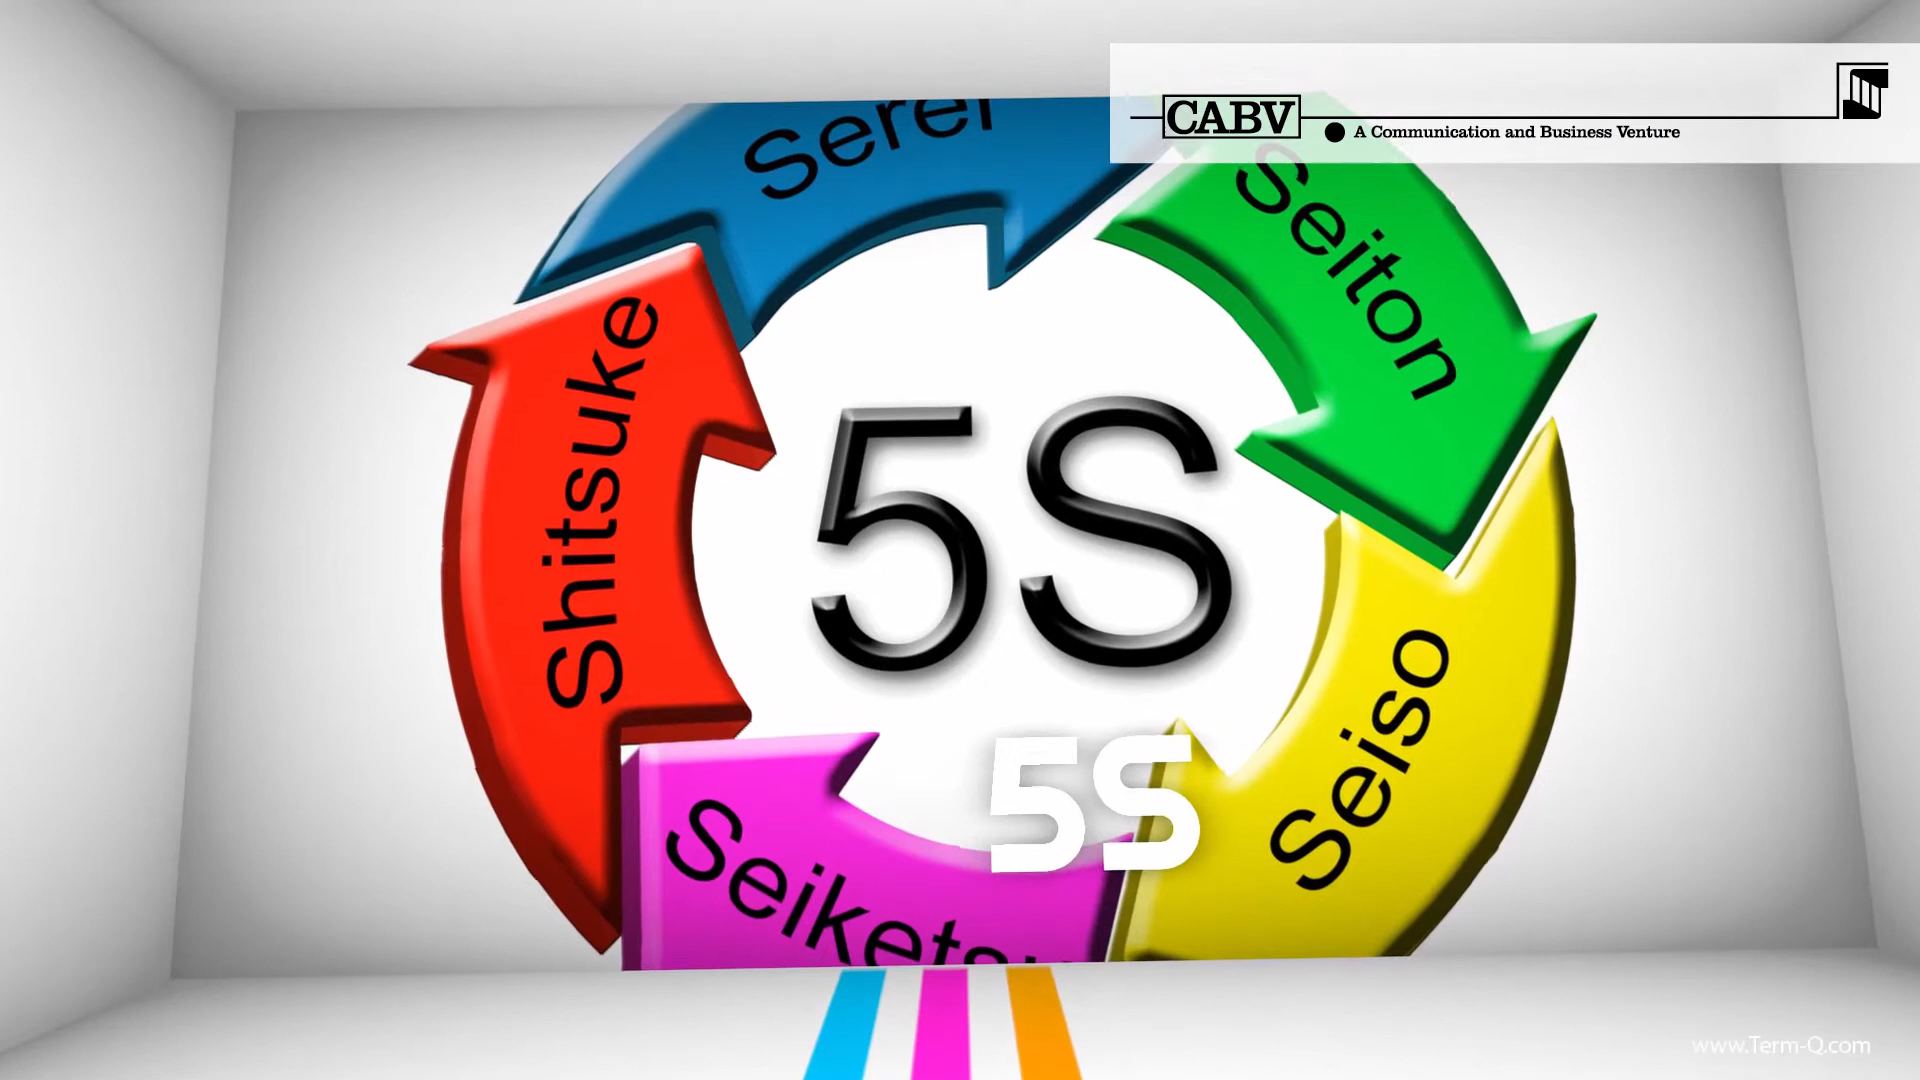 CABV
A Communication and Business Venture
Seiton
Seiso
Shitsuke
5S
5S
www.Term-Q.com